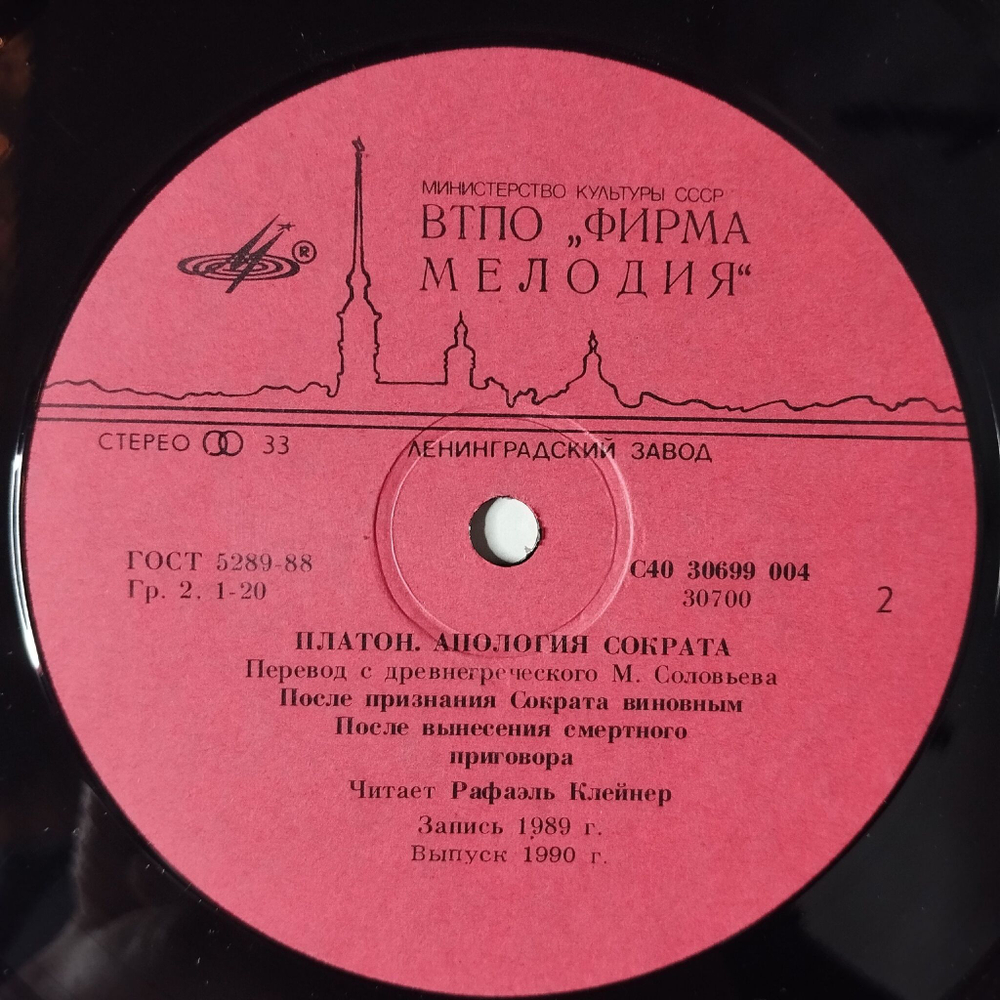 МИНИСТЕРСТВО КУЛЬТУРЫ СССР
ВТПО „ФИРМА
МЕЛОДИЯ“
®
СТЕРЕО 33
ЛЕНИНГРАДСКИЙ ЗАВОД
ГОСТ 5289-88
Гр. 2. 1-20
С40 30699 004
30700
2
ПЛАТОН. АПОЛОГИЯ СОКРАТА
Перевод с древнегреческого М. Соловьева
После признания Сократа виновным
После вынесения смертного
приговора
Читает Рафаэль Клейнер
Запись 1989 г.
Выпуск 1990 г.